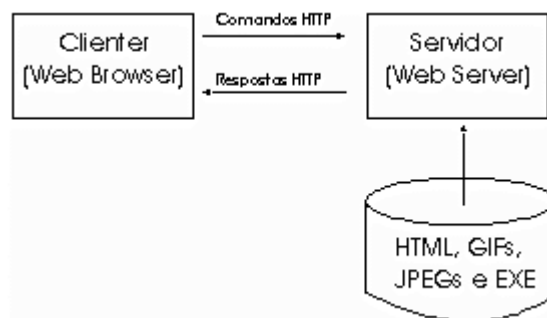 Clienter
(Web Browser)
Comandos HTTP
Respostas HTTP
Servidor
(Web Server)
HTML, GIFs,
JPEGs e EXE